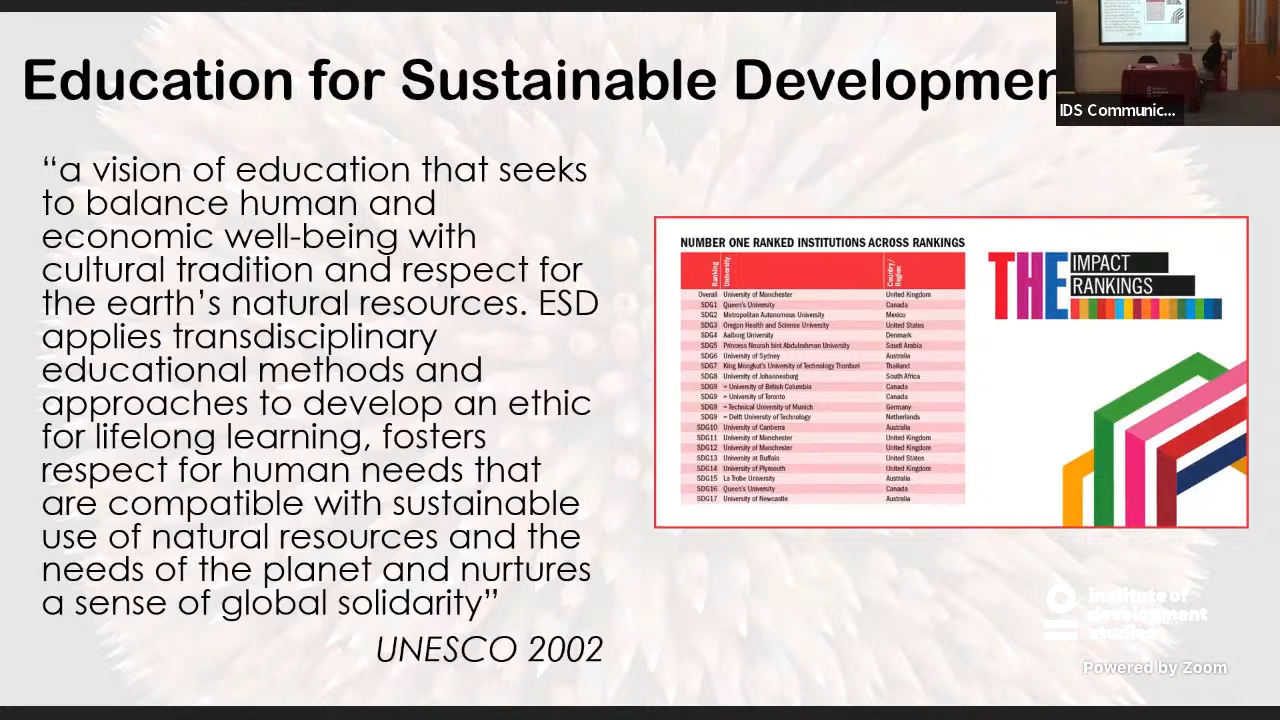 Education for Sustainable Developmen
IDS Communic...
“a vision of education that seeks
to balance human and
economic well-being with
cultural tradition and respect for
the earth’s natural resources. ESD
applies transdisciplinary
educational methods and
approaches to develop an ethic
for lifelong learning, fosters
respect for human needs that
are compatible with sustainable
use of natural resources and the
needs of the planet and nurtures
a sense of global solidarity”
UNESCO 2002
NUMBER ONE RANKED INSTITUTIONS ACROSS RANKINGS
Ranking University Country/Region
Overall University of Manchester United Kingdom
SDG1 Queen's University Canada
SDG2 Metropolitan Autonomous University Mexico
SDG3 Oregon Health and Science University United States
SDG4 Aalborg University Denmark
SDG5 Princess Nourah bint Abdulrahman University Saudi Arabia
SDG6 University of Sydney Australia
SDG7 King Mongkut's University of Technology Thonburi Thailand
SDG8 University of Johannesburg South Africa
SDG9 = University of British Columbia Canada
SDG9 = University of Toronto Canada
SDG9 = Technical University of Munich Germany
SDG9 = Delft University of Technology Netherlands
SDG10 University of Canberra Australia
SDG11 University of Manchester United Kingdom
SDG12 University of Manchester United Kingdom
SDG13 University at Buffalo United States
SDG14 University of Plymouth United Kingdom
SDG15 La Trobe University Australia
SDG16 Queen's University Canada
SDG17 University of Newcastle Australia
THE IMPACT
RANKINGS
institute of
development
studies
Powered by Zoom